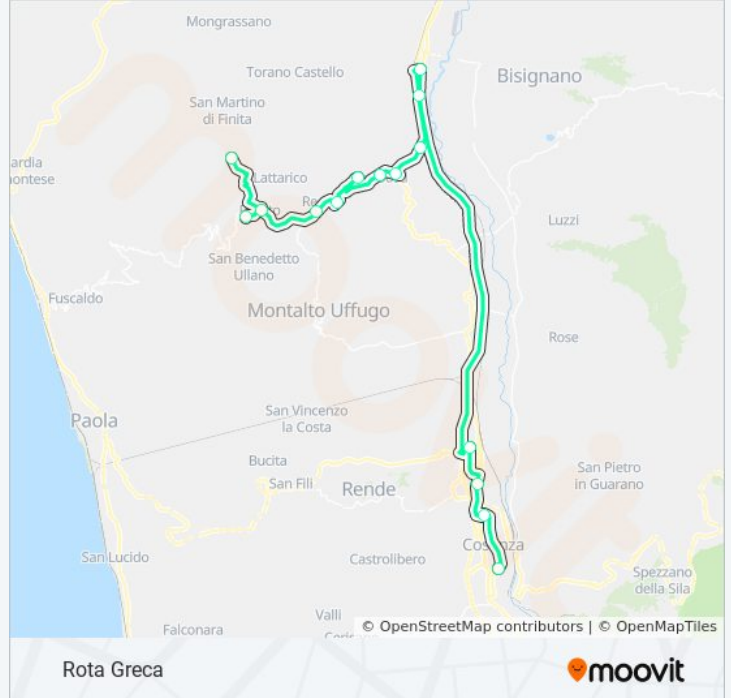 Mongrassano
Torano Castello
Bisignano
San Martino
di Finita
ardia
ontese
Lattarico
Luzzi
San Benedetto
Ullano
Fuscaldo
Montalto Uffugo
Rose
San Vincenzo
la Costa
Paola
Bucita
San Fili
Rende
San Pietro
in Guarano
San Lucido
Castrolibero
Spezzano
della Sila
Valli
Falconara
© OpenStreetMap contributors | © OpenMapTiles
Rota Greca
moovit